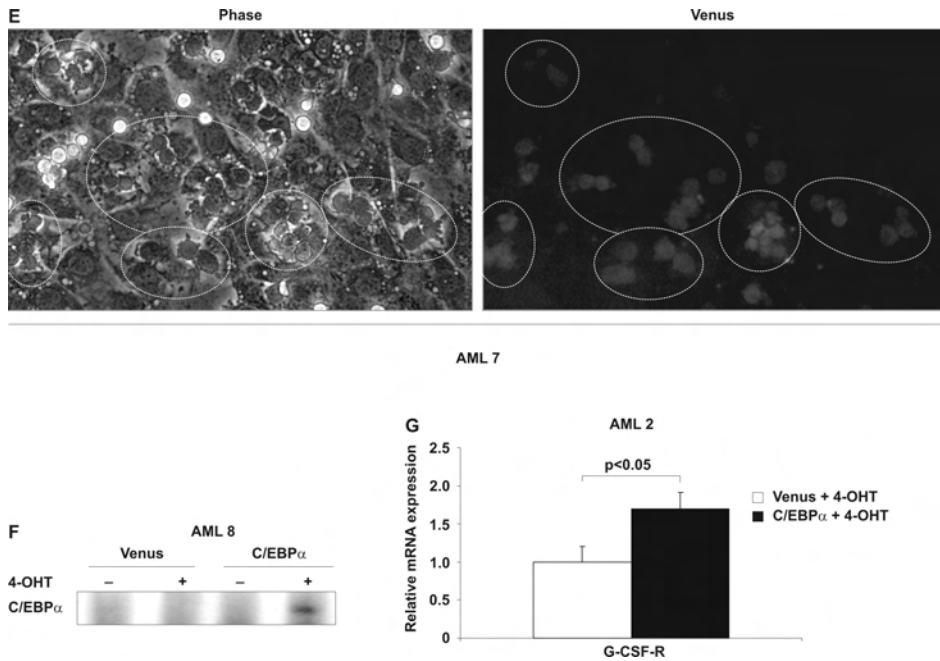 E
Phase
Venus
AML 7
G
AML 2
2.5
p<0.05
2.0
1.5
1.0
0.5
0
Relative mRNA expression
G-CSF-R
Venus + 4-OHT
C/EBPα + 4-OHT
F
AML 8
Venus C/EBPα
4-OHT – + – +
C/EBPα